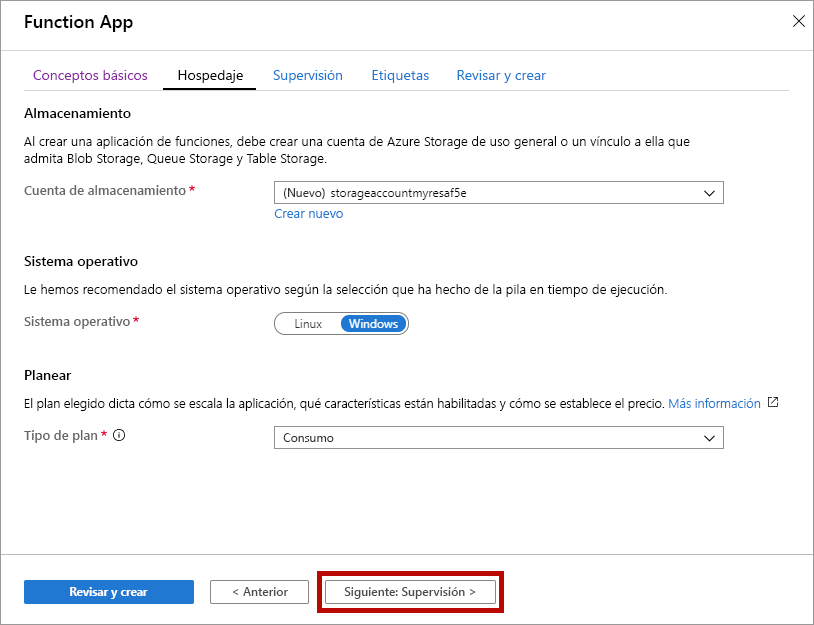 Function App
Conceptos básicos Hospedaje Supervisión Etiquetas Revisar y crear
Almacenamiento
Al crear una aplicación de funciones, debe crear una cuenta de Azure Storage de uso general o un vínculo a ella que
admita Blob Storage, Queue Storage y Table Storage.
Cuenta de almacenamiento * (Nuevo) storageaccountmyresaf5e
Crear nuevo
Sistema operativo
Le hemos recomendado el sistema operativo según la selección que ha hecho de la pila en tiempo de ejecución.
Sistema operativo * Linux Windows
Planear
El plan elegido dicta cómo se escala la aplicación, qué características están habilitadas y cómo se establece el precio. Más información
Tipo de plan * Consumo
Revisar y crear < Anterior Siguiente: Supervisión >